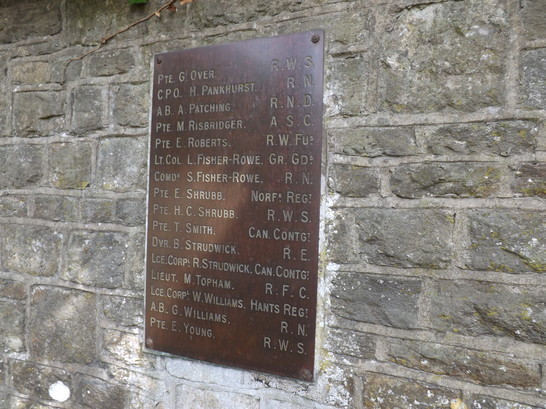 Pte. G. Over. R.W.S.
C.P.O. H. Pankhurst. R.N.
A.B. A. Patching. R.N.D.
Pte. M. Risbridger. A.S.C.
Pte. E. Roberts. R.W.Fus.
Lt. Col. L. Fisher-Rowe. Gr. Gds.
Comdr. S. Fisher-Rowe. R.N.
Pte. E. Shrubb. Norfk. Regt.
Pte. H.C. Shrubb. R.W.S.
Pte. T. Smith. Can. Contgt.
Dvr. B. Strudwick. R.E.
Lce. Corpl. R. Strudwick. Can. Contgt.
Lieut. M. Topham. R.F.C.
Lce. Corpl. W. Williams. Hants Regt.
A.B. G. Williams. R.N.
Pte. E. Young. R.W.S.